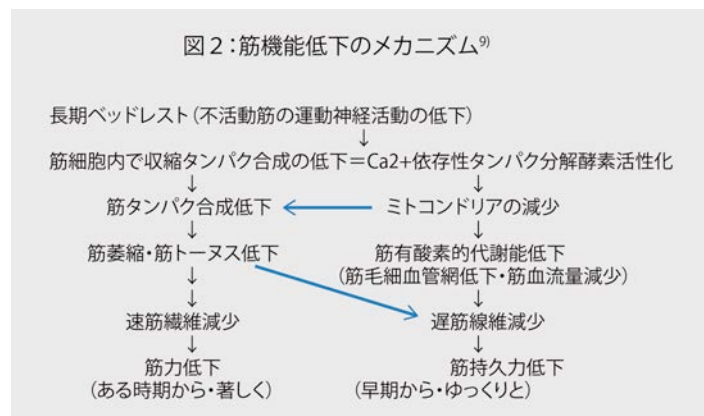 図2:筋機能低下のメカニズム9)
長期ベッドレスト(不活動筋の運動神経活動の低下)
↓
筋細胞内で収縮タンパク合成の低下=Ca2+依存性タンパク分解酵素活性化
↓ ↓
筋タンパク合成低下 ← ミトコンドリアの減少
↓ ↓
筋萎縮・筋トーヌス低下 筋有酸素的代謝能低下
↓ (筋毛細血管網低下・筋血流量減少)
↓ ↓
速筋繊維減少 遅筋線維減少
↓ ↓
筋力低下 筋持久力低下
(ある時期から・著しく) (早期から・ゆっくりと)